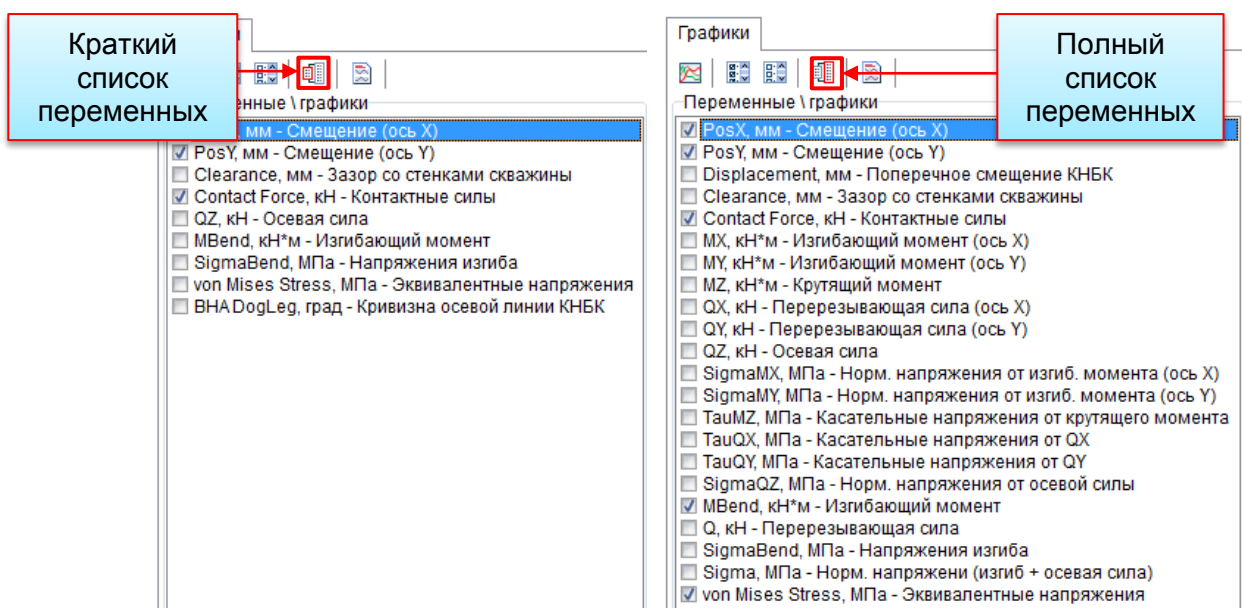 Краткий
список
переменных
енные \ графики
мм - Смещение (ось X)
PosY, мм - Смещение (ось Y)
Clearance, мм - Зазор со стенками скважины
Contact Force, кН - Контактные силы
QZ, кН - Осевая сила
MBend, кН*м - Изгибающий момент
SigmaBend, МПа - Напряжения изгиба
von Mises Stress, МПа - Эквивалентные напряжения
BHA DogLeg, град - Кривизна осевой линии КНБК
Графики
Полный
список
переменных
Переменные \ графики
PosX, мм - Смещение (ось X)
PosY, мм - Смещение (ось Y)
Displacement, мм - Поперечное смещение КНБК
Clearance, мм - Зазор со стенками скважины
Contact Force, кН - Контактные силы
MX, кН*м - Изгибающий момент (ось X)
MY, кН*м - Изгибающий момент (ось Y)
MZ, кН*м - Крутящий момент
QX, кН - Перерезывающая сила (ось X)
QY, кН - Перерезывающая сила (ось Y)
QZ, кН - Осевая сила
SigmaMX, МПа - Норм. напряжения от изгиб. момента (ось X)
SigmaMY, МПа - Норм. напряжения от изгиб. момента (ось Y)
TauMZ, МПа - Касательные напряжения от крутящего момента
TauQX, МПа - Касательные напряжения от QX
TauQY, МПа - Касательные напряжения от QY
SigmaQZ, МПа - Норм. напряжения от осевой силы
MBend, кН*м - Изгибающий момент
Q, кН - Перерезывающая сила
SigmaBend, МПа - Напряжения изгиба
Sigma, МПа - Норм. напряжени (изгиб + осевая сила)
von Mises Stress, МПа - Эквивалентные напряжения